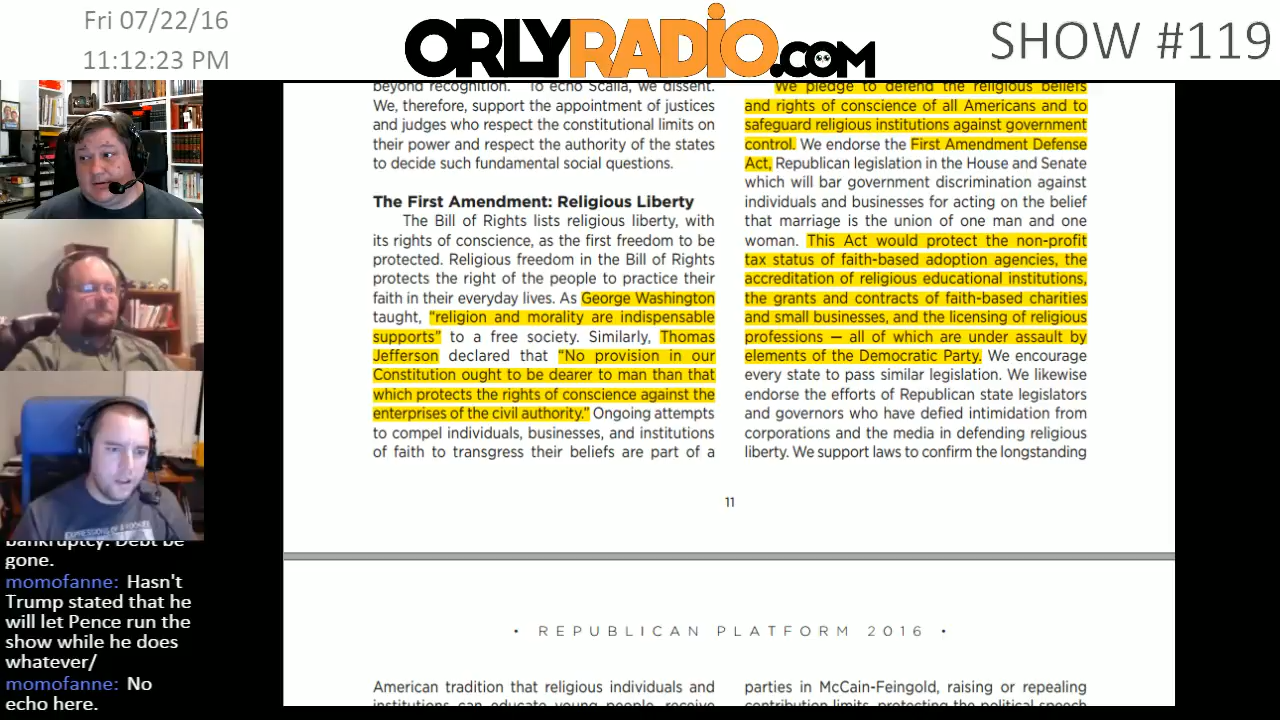 Fri 07/22/16
11:12:23 PM
ORLYRADIO.COM
SHOW #119
beyond recognition." To echo Scalia, we dissent.
We, therefore, support the appointment of justices
and judges who respect the constitutional limits on
their power and respect the authority of the states
to decide such fundamental social questions.
The First Amendment: Religious Liberty
The Bill of Rights lists religious liberty, with
its rights of conscience, as the first freedom to be
protected. Religious freedom in the Bill of Rights
protects the right of the people to practice their
faith in their everyday lives. As George Washington
taught, “religion and morality are indispensable
supports” to a free society. Similarly, Thomas
Jefferson declared that “No provision in our
Constitution ought to be dearer to man than that
which protects the rights of conscience against the
enterprises of the civil authority.” Ongoing attempts
to compel individuals, businesses, and institutions
of faith to transgress their beliefs are part of a
We pledge to defend the religious beliefs
and rights of conscience of all Americans and to
safeguard religious institutions against government
control. We endorse the First Amendment Defense
Act, Republican legislation in the House and Senate
which will bar government discrimination against
individuals and businesses for acting on the belief
that marriage is the union of one man and one
woman. This Act would protect the non-profit
tax status of faith-based adoption agencies, the
accreditation of religious educational institutions,
the grants and contracts of faith-based charities
and small businesses, and the licensing of religious
professions — all of which are under assault by
elements of the Democratic Party. We encourage
every state to pass similar legislation. We likewise
endorse the efforts of Republican state legislators
and governors who have defied intimidation from
corporations and the media in defending religious
liberty. We support laws to confirm the longstanding
11
• REPUBLICAN PLATFORM 2016 •
American tradition that religious individuals and
institutions can educate young people, receive
parties in McCain-Feingold, raising or repealing
contribution limits, protecting the political speech
bankruptcy. Debt be
gone.
momofanne: Hasn't
Trump stated that he
will let Pence run the
show while he does
whatever/
momofanne: No
echo here.